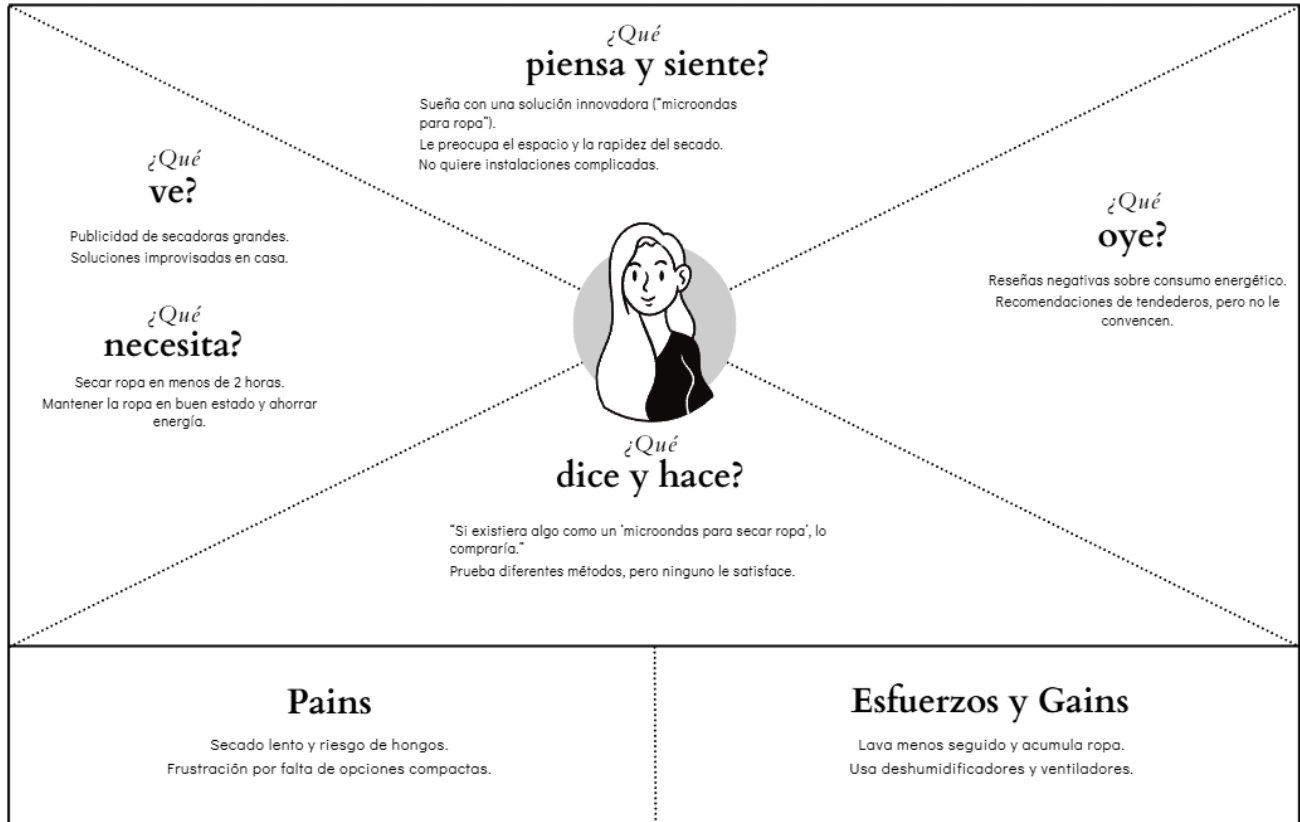 ¿Qué
piensa y siente?
Sueña con una solución innovadora ("microondas
para ropa").
Le preocupa el espacio y la rapidez del secado.
No quiere instalaciones complicadas.
¿Qué
ve?
Publicidad de secadoras grandes.
Soluciones improvisadas en casa.
¿Qué
necesita?
Secar ropa en menos de 2 horas.
Mantener la ropa en buen estado y ahorrar
energía.
¿Qué
oye?
Reseñas negativas sobre consumo energético.
Recomendaciones de tendederos, pero no le
convencen.
¿Qué
dice y hace?
"Si existiera algo como un 'microondas para secar ropa', lo
compraría."
Prueba diferentes métodos, pero ninguno le satisface.
Pains
Secado lento y riesgo de hongos.
Frustración por falta de opciones compactas.
Esfuerzos y Gains
Lava menos seguido y acumula ropa.
Usa deshumidificadores y ventiladores.